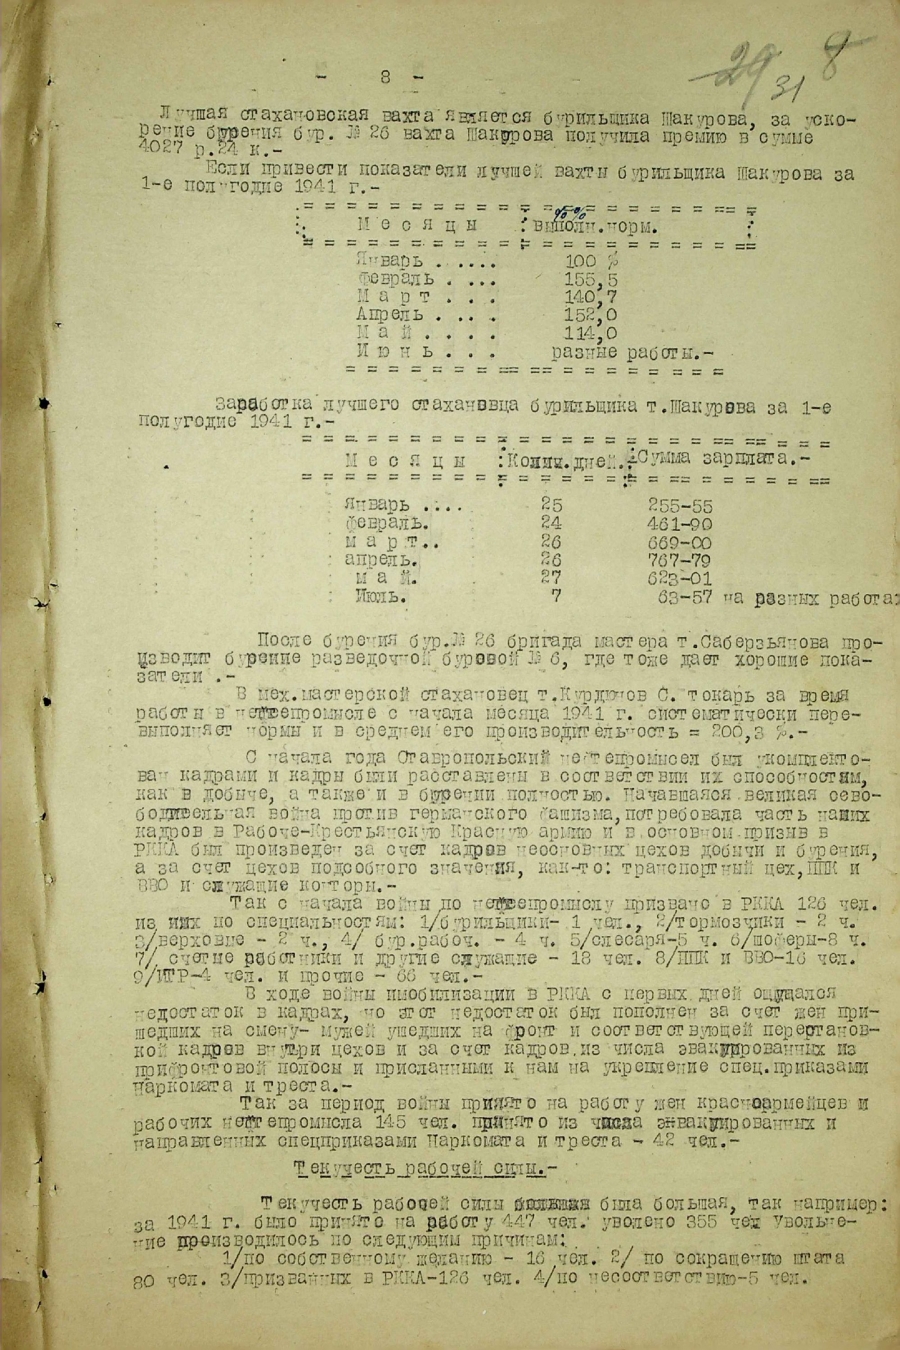 - 8 -
29 8
31
Лучшая стахановская вахта является бурильщика Шакурова, за уско-
рение бурения бур. № 26 вахта Шакурова получила премию в сумме
4027 р.24 к.-
Если привести показатели лучшей вахты бурильщика Шакурова за
1-е полугодие 1941 г.-
%%
М е с я ц ы : выполн.норм. :
Январь . .... 100 %
Февраль . ... 155,5
М а р т . . . 140,7
Апрель . ... 152,0
М а й . . . . 114,0
И ю н ь . . . разные работы.-
Заработка лучшего стахановца бурильщика т.Шакурова за 1-е
полугодие 1941 г.-
М е с я ц ы :Колич.дней.:Сумма зарплата.-
Январь .... 25 255-55
Февраль. 24 461-90
м а р т.. 26 669-00
апрель. 26 767-79
м а й. 27 623-01
Июль. 7 63-57 на разных работах
После бурения бур.№ 26 бригада мастера т.Саберзьянова про-
изводит бурение разведочной буровой № 6, где тоже дает хорошие пока-
затели .-
В мех.мастерской стахановец т.Курдюков С. токарь за время
работы в нефтепромысле с начала месяца 1941 г. систематически пере-
выполняет нормы и в среднем его производительность = 200,3 %.-
С начала года Ставропольский нефтепромысел был укомплекто-
ван кадрами и кадры были расставлены в соответствии их способностям,
как в добыче, а также и в бурении полностью. Начавшаяся великая осво-
бодительная война против германского фашизма, потребовала часть наших
кадров в Рабоче-Крестьянскую Красную армию и в основном призыв в
РККА был произведен за счет кадров неосновных цехов добычи и бурения,
а за счет цехов подсобного значения, как-то: транспортный цех, ППК и
ВВО и служащие конторы.-
Так с начала войны по нефтепромыслу призвано в РККА 126 чел.
из них по специальностям: 1/бурильщики- 1 чел., 2/тормозчики - 2 ч.
3/верховые - 2 ч., 4/ бур.рабоч. - 4 ч. 5/слесаря-5 ч. 6/шоферы-8 ч.
7/ счетные работники и другие служащие - 18 чел. 8/ППК и ВВО-16 чел.
9/ИТР-4 чел. и прочие - 66 чел.-
В ходе войны и мобилизации в РККА с первых дней ощущался
недостаток в кадрах, но этот недостаток был пополнен за счет жен при-
шедших на смену- мужей ушедших на фронт и соответствующей перестанов-
кой кадров внутри цехов и за счет кадров из числа эвакуированных из
прифронтовой полосы и присланными к нам на укрепление спец.приказами
Наркомата и треста.-
Так за период войны принято на работу жен красноармейцев и
рабочих нефтепромысла 145 чел. принято из числа эвакуированных и
направленных спецприказами Наркомата и треста - 42 чел.-
Текучесть рабочей силы.-
Текучесть рабочей силы была большая, так например:
за 1941 г. было принято на работу 447 чел. уволено 355 чел Увольне-
ние производилось по следующим причинам:
1/по собственному желанию - 16 чел. 2/ по сокращению штата
80 чел. 3/призванных в РККА-126 чел. 4/по несоответствию-5 чел.